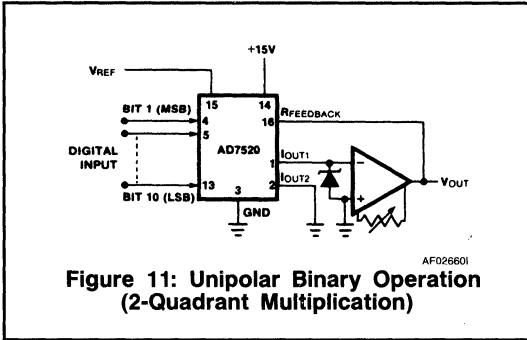 +15V
VREF
BIT 1 (MSB)
15
14
RFEEDBACK
4
16
5
DIGITAL INPUT
AD7520
IOUT1
1
−
VOUT
IOUT2
2
+
BIT 10 (LSB)
13
3
GND
AF02660I
Figure 11: Unipolar Binary Operation
(2-Quadrant Multiplication)